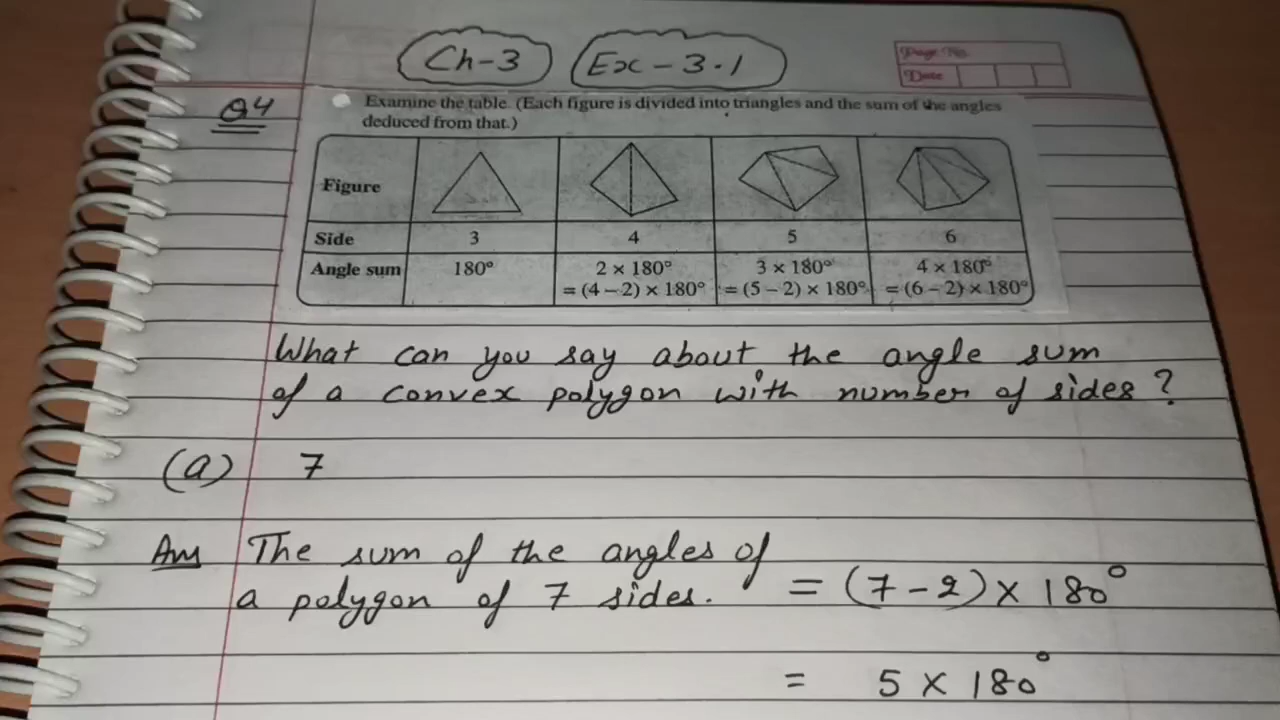 Ch-3 Ex-3.1
Page No.
Date
Q4 Examine the table. (Each figure is divided into triangles and the sum of the angles
deduced from that.)
Figure
Side 3 4 5 6
Angle sum 180° 2 × 180° 3 × 180° 4 × 180°
= (4 – 2) × 180° = (5 – 2) × 180° = (6 – 2) × 180°
What can you say about the angle sum
of a convex polygon with number of sides?
(a) 7
Ans The sum of the angles of
a polygon of 7 sides. = (7-2) × 180°
= 5 × 180°